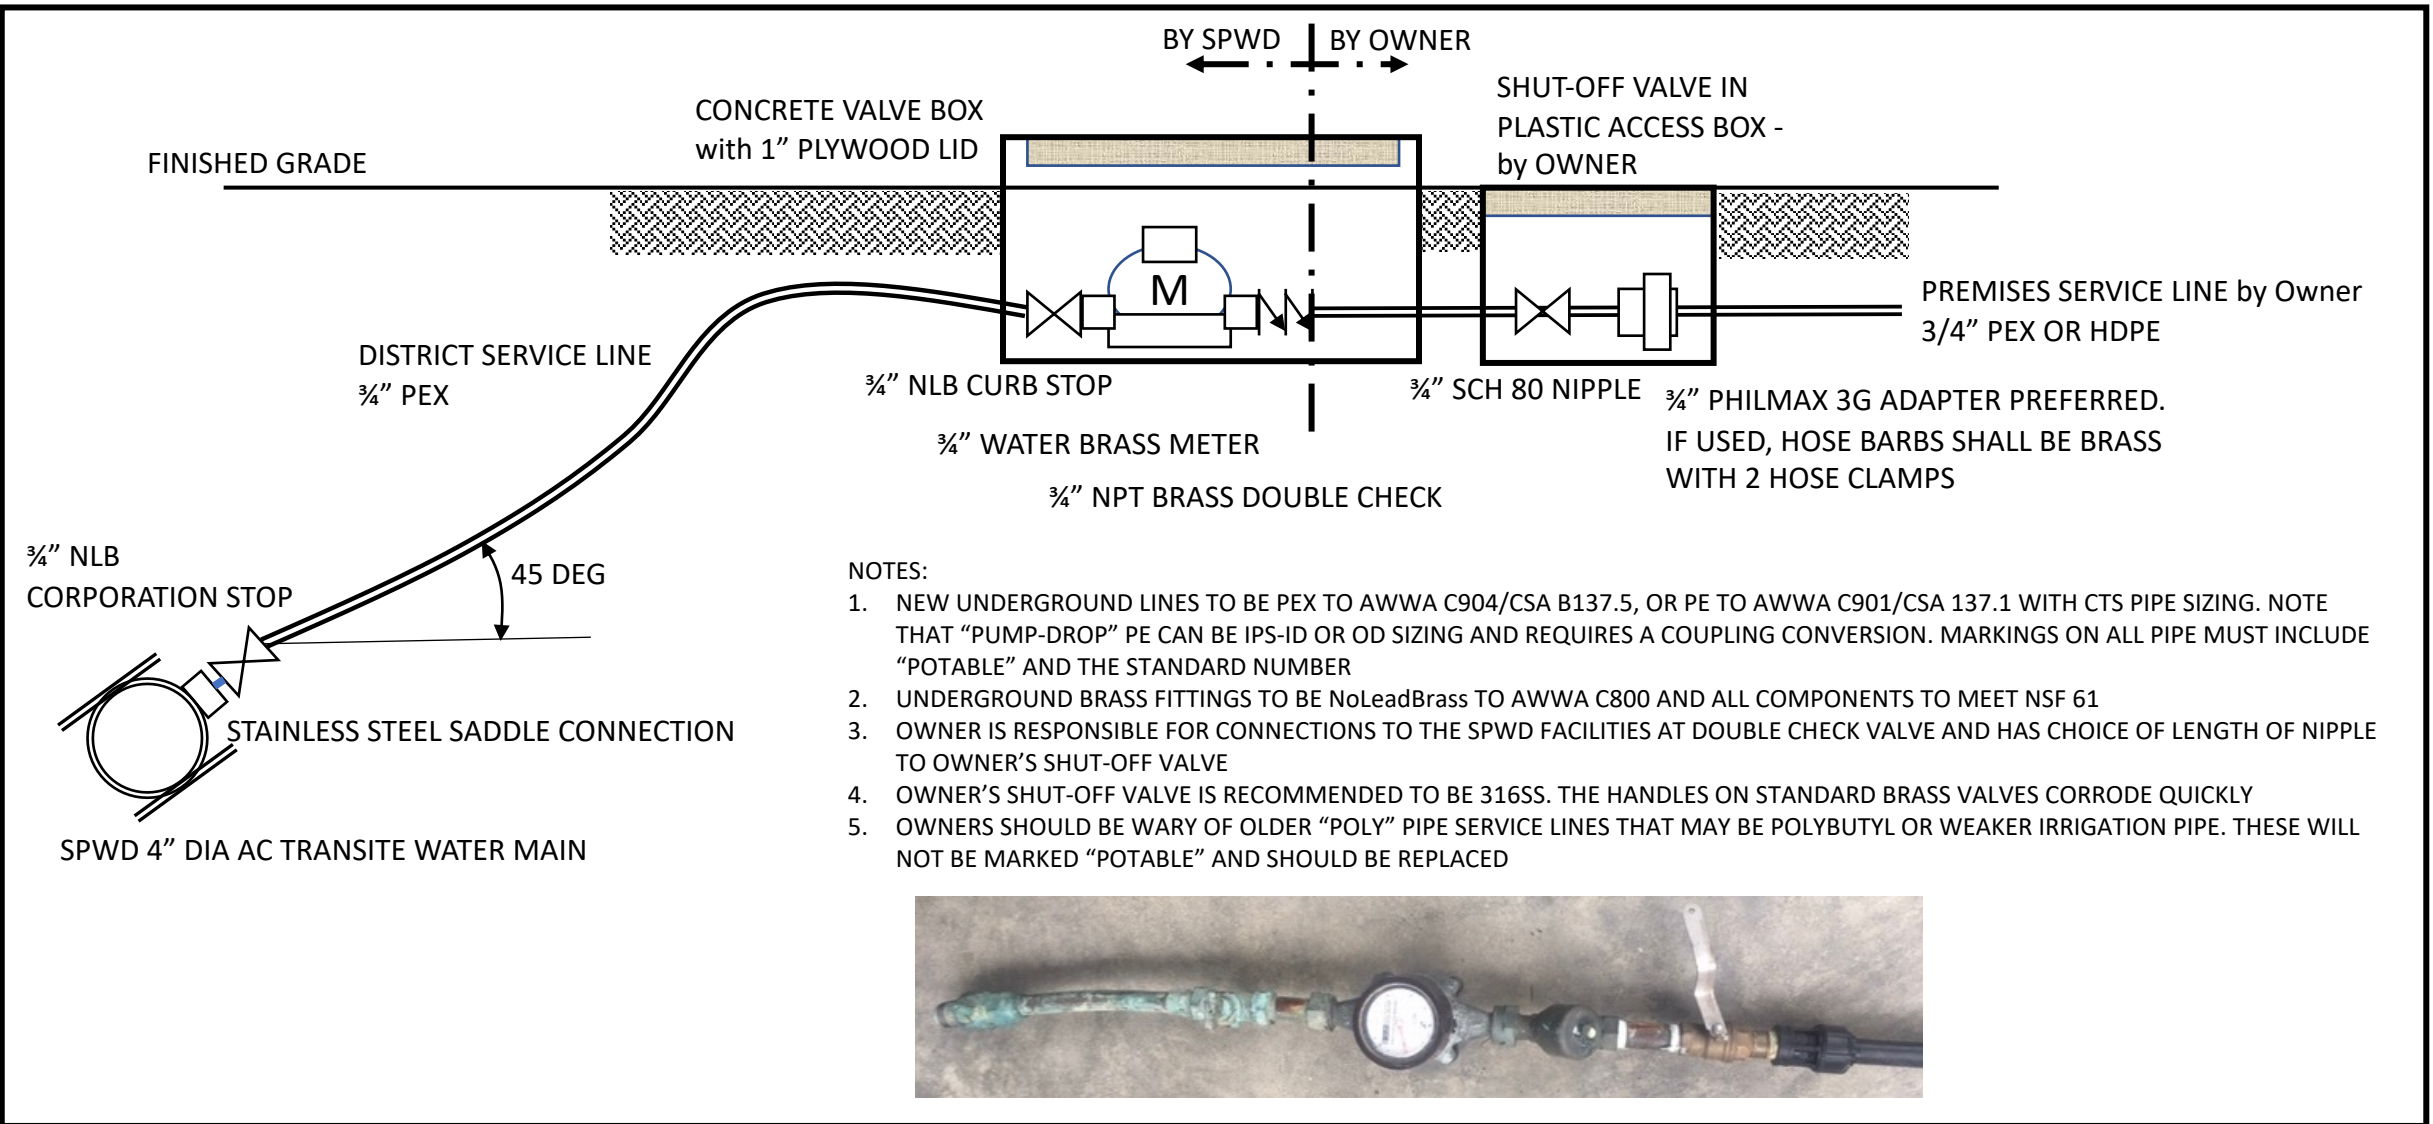 BY SPWD
BY OWNER
SHUT-OFF VALVE IN
PLASTIC ACCESS BOX -
by OWNER
CONCRETE VALVE BOX
with 1” PLYWOOD LID
FINISHED GRADE
M
PREMISES SERVICE LINE by Owner
3/4” PEX OR HDPE
DISTRICT SERVICE LINE
¾” PEX
¾” NLB CURB STOP
¾” SCH 80 NIPPLE
¾” PHILMAX 3G ADAPTER PREFERRED.
IF USED, HOSE BARBS SHALL BE BRASS
WITH 2 HOSE CLAMPS
¾” WATER BRASS METER
¾” NPT BRASS DOUBLE CHECK
¾” NLB
CORPORATION STOP
45 DEG
STAINLESS STEEL SADDLE CONNECTION
SPWD 4” DIA AC TRANSITE WATER MAIN
NOTES:
1. NEW UNDERGROUND LINES TO BE PEX TO AWWA C904/CSA B137.5, OR PE TO AWWA C901/CSA 137.1 WITH CTS PIPE SIZING. NOTE
THAT “PUMP-DROP” PE CAN BE IPS-ID OR OD SIZING AND REQUIRES A COUPLING CONVERSION. MARKINGS ON ALL PIPE MUST INCLUDE
“POTABLE” AND THE STANDARD NUMBER
2. UNDERGROUND BRASS FITTINGS TO BE NoLeadBrass TO AWWA C800 AND ALL COMPONENTS TO MEET NSF 61
3. OWNER IS RESPONSIBLE FOR CONNECTIONS TO THE SPWD FACILITIES AT DOUBLE CHECK VALVE AND HAS CHOICE OF LENGTH OF NIPPLE
TO OWNER’S SHUT-OFF VALVE
4. OWNER’S SHUT-OFF VALVE IS RECOMMENDED TO BE 316SS. THE HANDLES ON STANDARD BRASS VALVES CORRODE QUICKLY
5. OWNERS SHOULD BE WARY OF OLDER “POLY” PIPE SERVICE LINES THAT MAY BE POLYBUTYL OR WEAKER IRRIGATION PIPE. THESE WILL
NOT BE MARKED “POTABLE” AND SHOULD BE REPLACED